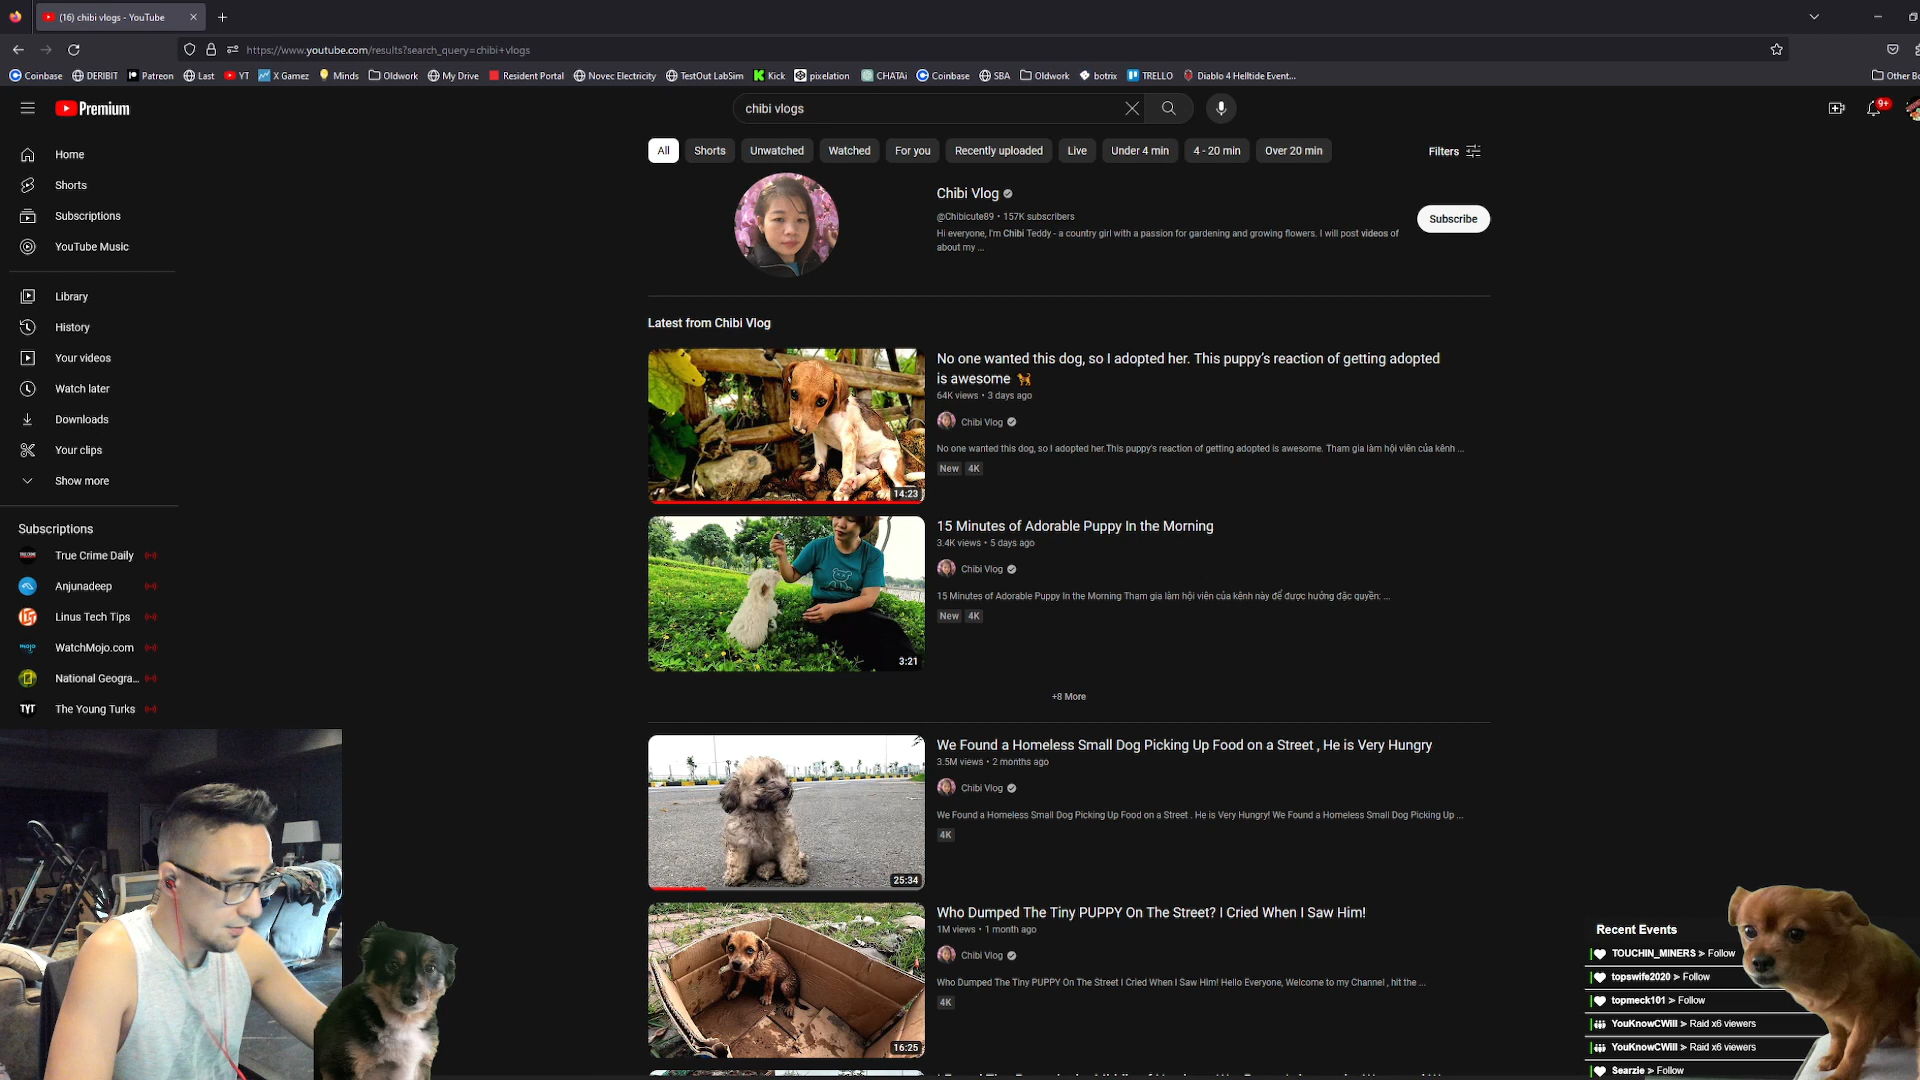 (16) chibi vlogs - YouTube
https://www.youtube.com/results?search_query=chibi+vlogs
Coinbase DERIBIT Patreon Last YT X Gamez Minds Oldwork My Drive Resident Portal Novec Electricity TestOut LabSim Kick pixelation CHATAi Coinbase SBA Oldwork botrix TRELLO Diablo 4 Helltide Event... Other Bo
Premium
chibi vlogs
9+
All Shorts Unwatched Watched For you Recently uploaded Live Under 4 min 4 - 20 min Over 20 min Filters
Home
Shorts
Subscriptions
YouTube Music
Library
History
Your videos
Watch later
Downloads
Your clips
Show more
Subscriptions
True Crime Daily
Anjunadeep
Linus Tech Tips
WatchMojo.com
National Geogra...
TYT The Young Turks
Chibi Vlog
@Chibicute89 • 157K subscribers
Hi everyone, I'm Chibi Teddy - a country girl with a passion for gardening and growing flowers. I will post videos of
about my ...
Subscribe
Latest from Chibi Vlog
14:23
No one wanted this dog, so I adopted her. This puppy's reaction of getting adopted
is awesome 🐕
64K views • 3 days ago
Chibi Vlog
No one wanted this dog, so I adopted her.This puppy's reaction of getting adopted is awesome. Tham gia làm hội viên của kênh ...
New 4K
3:21
15 Minutes of Adorable Puppy In the Morning
3.4K views • 5 days ago
Chibi Vlog
15 Minutes of Adorable Puppy In the Morning Tham gia làm hội viên của kênh này để được hưởng đặc quyền: ...
New 4K
+8 More
25:34
We Found a Homeless Small Dog Picking Up Food on a Street , He is Very Hungry
3.5M views • 2 months ago
Chibi Vlog
We Found a Homeless Small Dog Picking Up Food on a Street . He is Very Hungry! We Found a Homeless Small Dog Picking Up ...
4K
16:25
Who Dumped The Tiny PUPPY On The Street? I Cried When I Saw Him!
1M views • 1 month ago
Chibi Vlog
Who Dumped The Tiny PUPPY On The Street I Cried When I Saw Him! Hello Everyone, Welcome to my Channel , hit the ...
4K
Recent Events
TOUCHIN_MINERS > Follow
topswife2020 > Follow
topmeck101 > Follow
YouKnowCWill > Raid x6 viewers
YouKnowCWill > Raid x6 viewers
Searzie > Follow